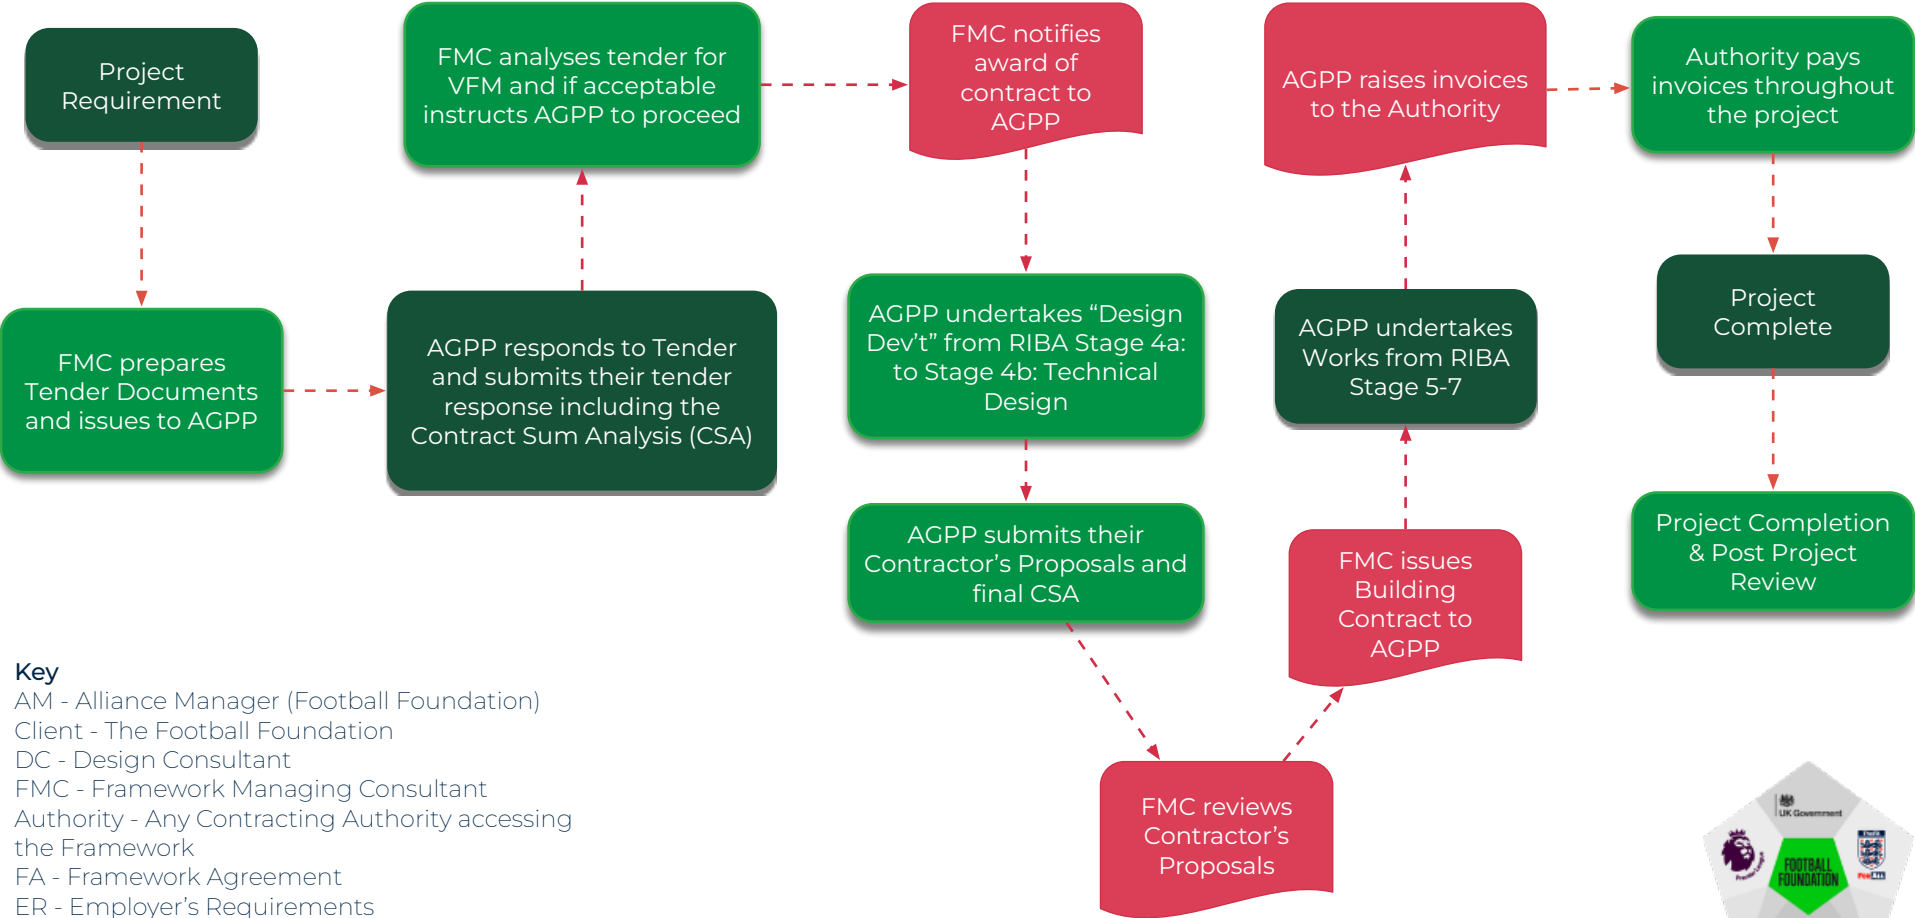 Project
Requirement
FMC prepares
Tender Documents
and issues to AGPP
AGPP responds to Tender
and submits their tender
response including the
Contract Sum Analysis (CSA)
FMC analyses tender for
VFM and if acceptable
instructs AGPP to proceed
FMC notifies
award of
contract to
AGPP
AGPP undertakes “Design
Dev’t” from RIBA Stage 4a:
to Stage 4b: Technical
Design
AGPP submits their
Contractor’s Proposals and
final CSA
FMC reviews
Contractor’s
Proposals
FMC issues
Building
Contract to
AGPP
AGPP undertakes
Works from RIBA
Stage 5-7
AGPP raises invoices
to the Authority
Authority pays
invoices throughout
the project
Project
Complete
Project Completion
& Post Project
Review
Key
AM - Alliance Manager (Football Foundation)
Client - The Football Foundation
DC - Design Consultant
FMC - Framework Managing Consultant
Authority - Any Contracting Authority accessing
the Framework
FA - Framework Agreement
ER - Employer’s Requirements
UK Government
Premier League
FOOTBALL
FOUNDATION